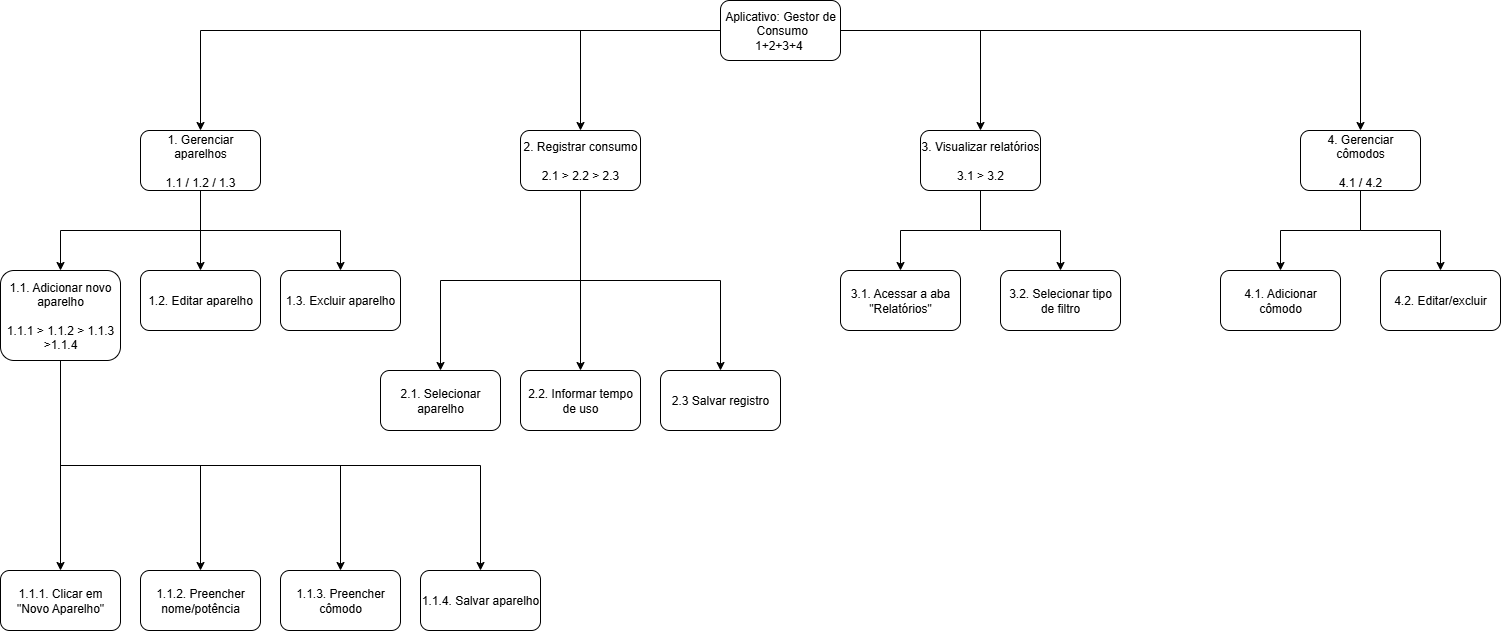 Aplicativo: Gestor de
Consumo
1+2+3+4
1. Gerenciar
aparelhos
1.1 / 1.2 / 1.3
2. Registrar consumo
2.1 > 2.2 > 2.3
3. Visualizar relatórios
3.1 > 3.2
4. Gerenciar
cômodos
4.1 / 4.2
1.1. Adicionar novo
aparelho
1.1.1 > 1.1.2 > 1.1.3
>1.1.4
1.2. Editar aparelho
1.3. Excluir aparelho
3.1. Acessar a aba
"Relatórios"
3.2. Selecionar tipo
de filtro
4.1. Adicionar
cômodo
4.2. Editar/excluir
2.1. Selecionar
aparelho
2.2. Informar tempo
de uso
2.3 Salvar registro
1.1.1. Clicar em
"Novo Aparelho"
1.1.2. Preencher
nome/potência
1.1.3. Preencher
cômodo
1.1.4. Salvar aparelho